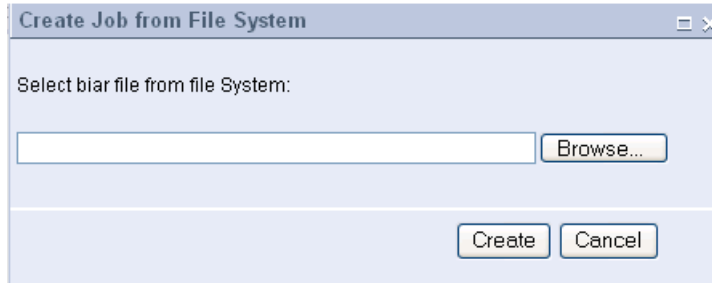 Create Job from File System
Select biar file from file System:
Browse...
Create Cancel